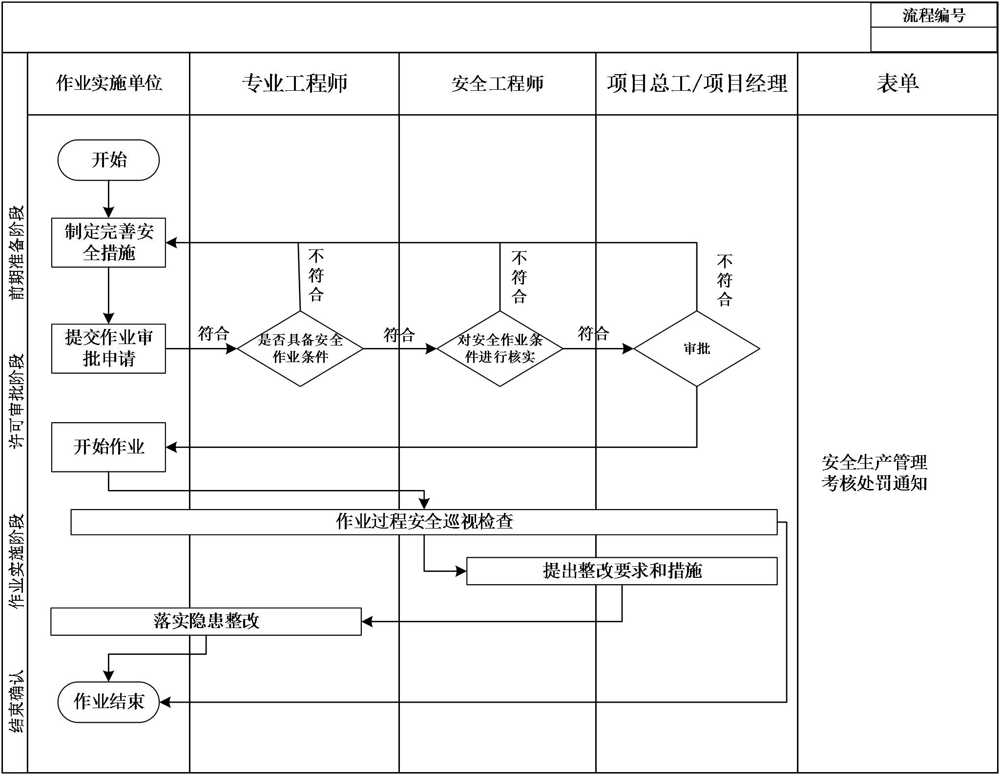 流程编号
作业实施单位
专业工程师
安全工程师
项目总工/项目经理
表单
前期准备阶段
开始
制定完善安
全措施
不
符
合
不
符
合
不
符
合
许可审批阶段
提交作业审
批申请
符合
是否具备安全
作业条件
符合
对安全作业条
件进行核实
符合
审批
开始作业
安全生产管理
考核处罚通知
作业实施阶段
作业过程安全巡视检查
提出整改要求和措施
落实隐患整改
结束确认
作业结束